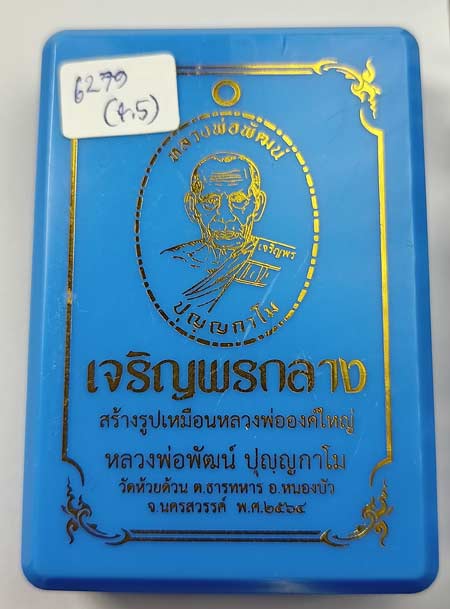 6279
(4.5)
หลวงพ่อพัฒน์
เจริญพร
ปุญฺญกาโม
เจริญพรกลาง
สร้างรูปเหมือนหลวงพ่อองค์ใหญ่
หลวงพ่อพัฒน์ ปุญฺญกาโม
วัดห้วยด้วน ต.ธารทหาร อ.หนองบัว
จ.นครสวรรค์ พ.ศ.๒๕๖๔